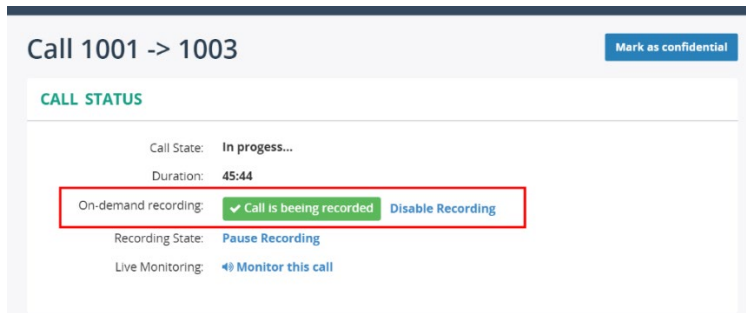 Call 1001 -> 1003
Mark as confidential
CALL STATUS
Call State: In progess...
Duration: 45:44
On-demand recording: Call is beeing recorded Disable Recording
Recording State: Pause Recording
Live Monitoring: Monitor this call